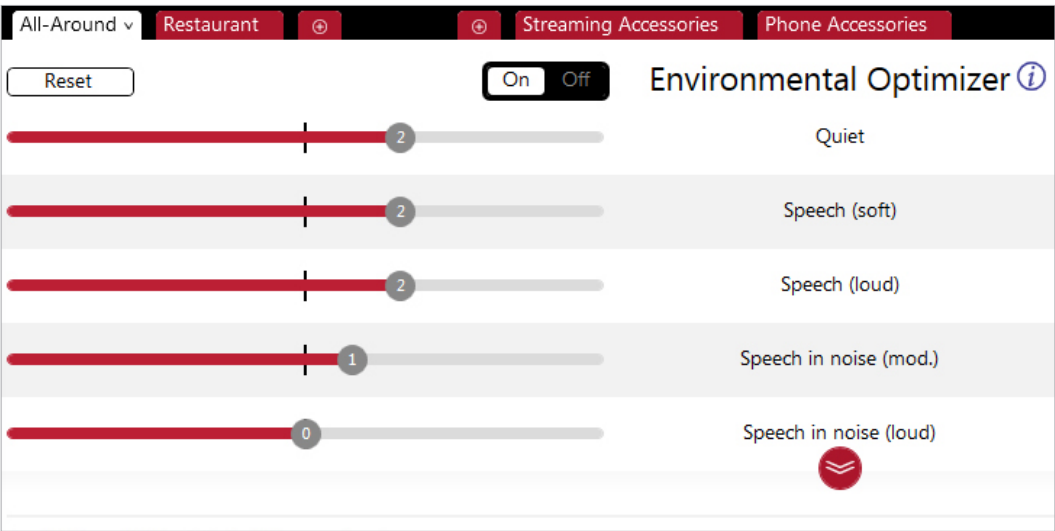 All-Around Restaurant Streaming Accessories Phone Accessories
Reset On Off Environmental Optimizer i
2 Quiet
2 Speech (soft)
2 Speech (loud)
1 Speech in noise (mod.)
0 Speech in noise (loud)